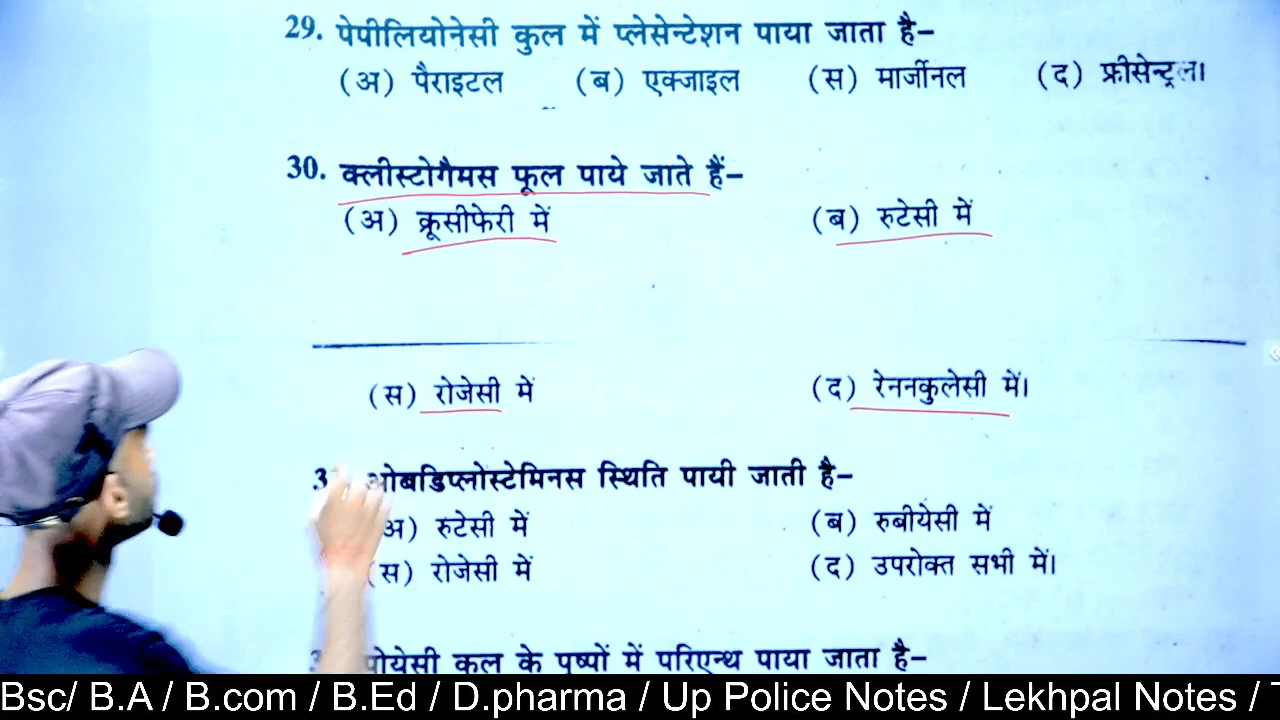 29. पेपीलियोनेसी कुल में प्लेसेन्टेशन पाया जाता है–
(अ) पैराइटल (ब) एक्जाइल (स) मार्जीनल (द) फ्रीसेन्ट्रल।
30. क्लीस्टोगैमस फूल पाये जाते हैं–
(अ) क्रूसीफेरी में (ब) रुटेसी में
(स) रोजेसी में (द) रेननकुलेसी में।
ओबडिप्लोस्टेमिनस स्थिति पायी जाती है–
अ) रुटेसी में (ब) रुबीयेसी में
(स) रोजेसी में (द) उपरोक्त सभी में।
पोयेसी कुल के पुष्पों में परिएन्थ पाया जाता है–
Bsc/ B.A / B.com / B.Ed / D.pharma / Up Police Notes / Lekhpal Notes /